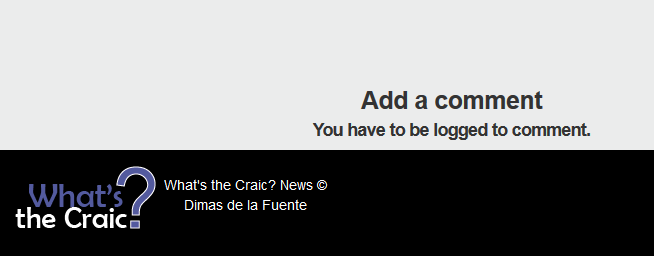 Add a comment
You have to be logged to comment.
What's
the Craic?
What's the Craic? News ©
Dimas de la Fuente